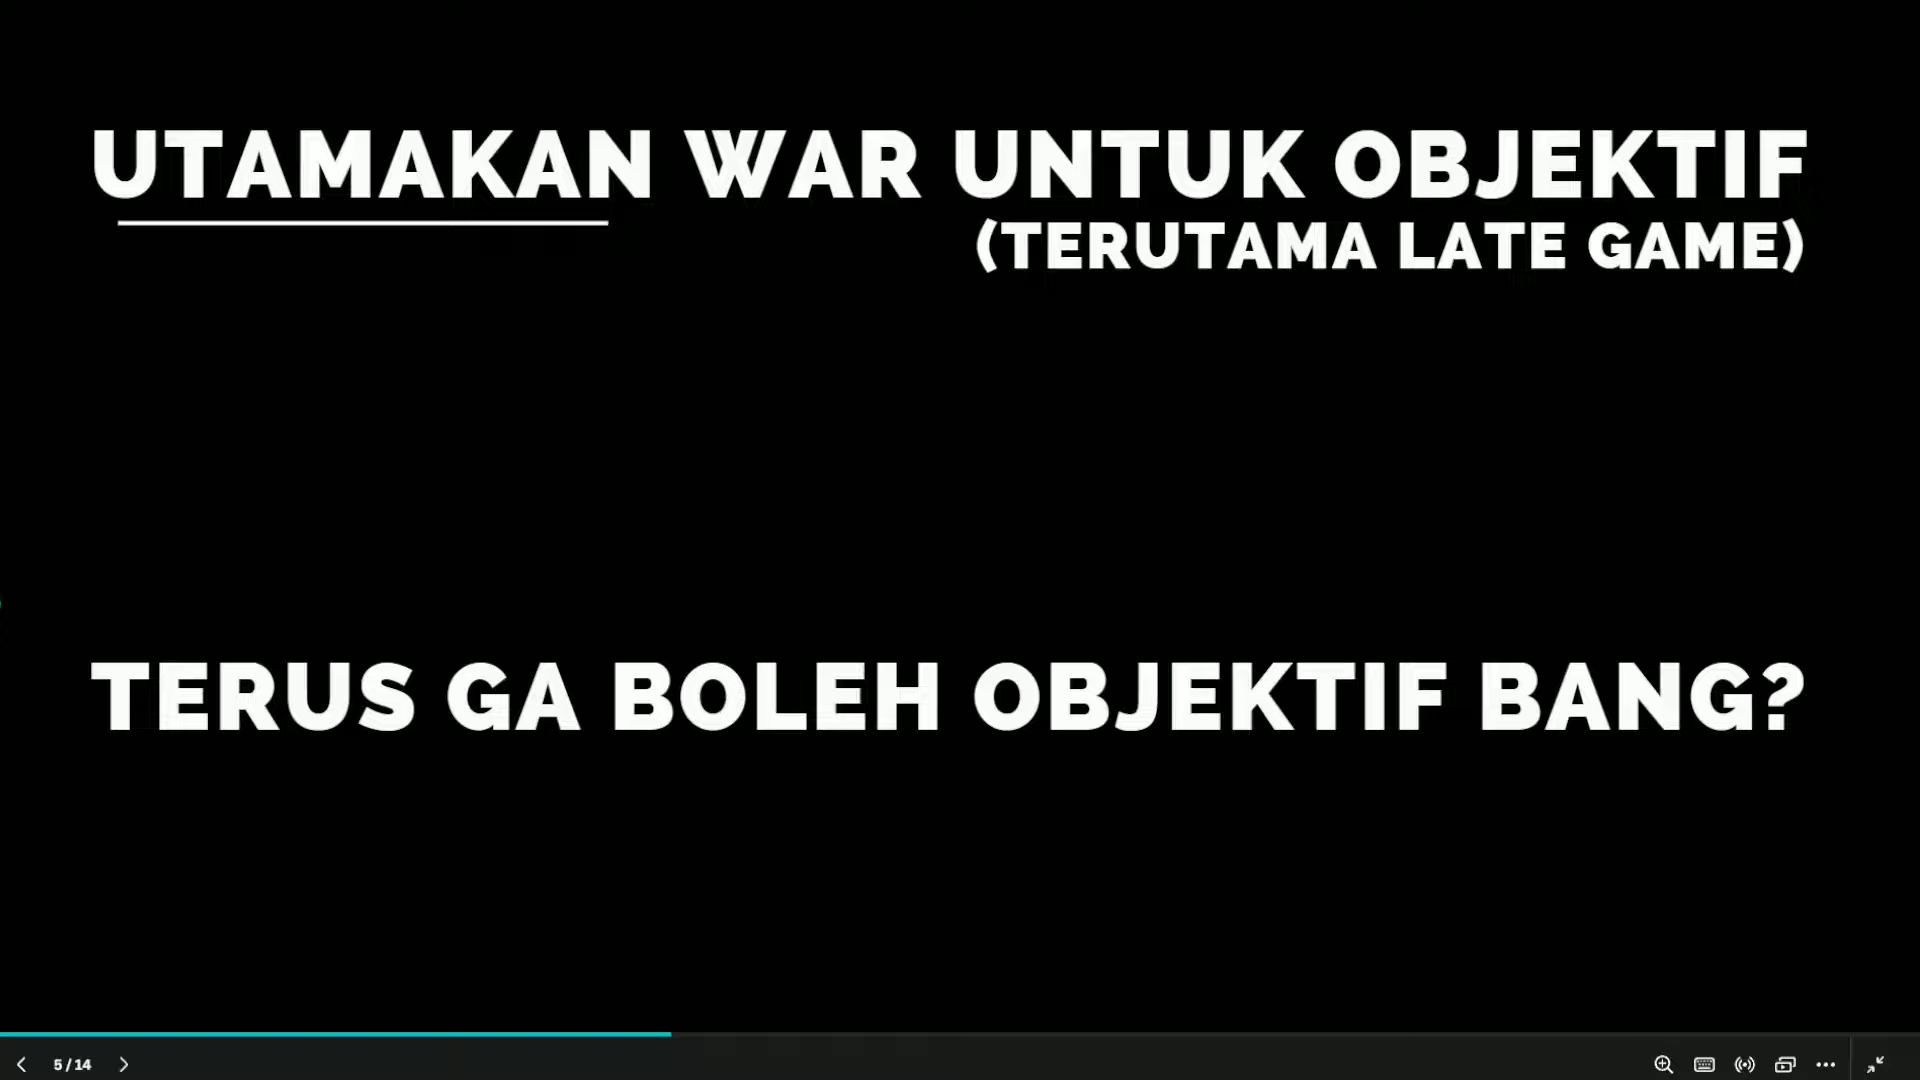 UTAMAKAN WAR UNTUK OBJEKTIF
(TERUTAMA LATE GAME)
TERUS GA BOLEH OBJEKTIF BANG?
5 / 14